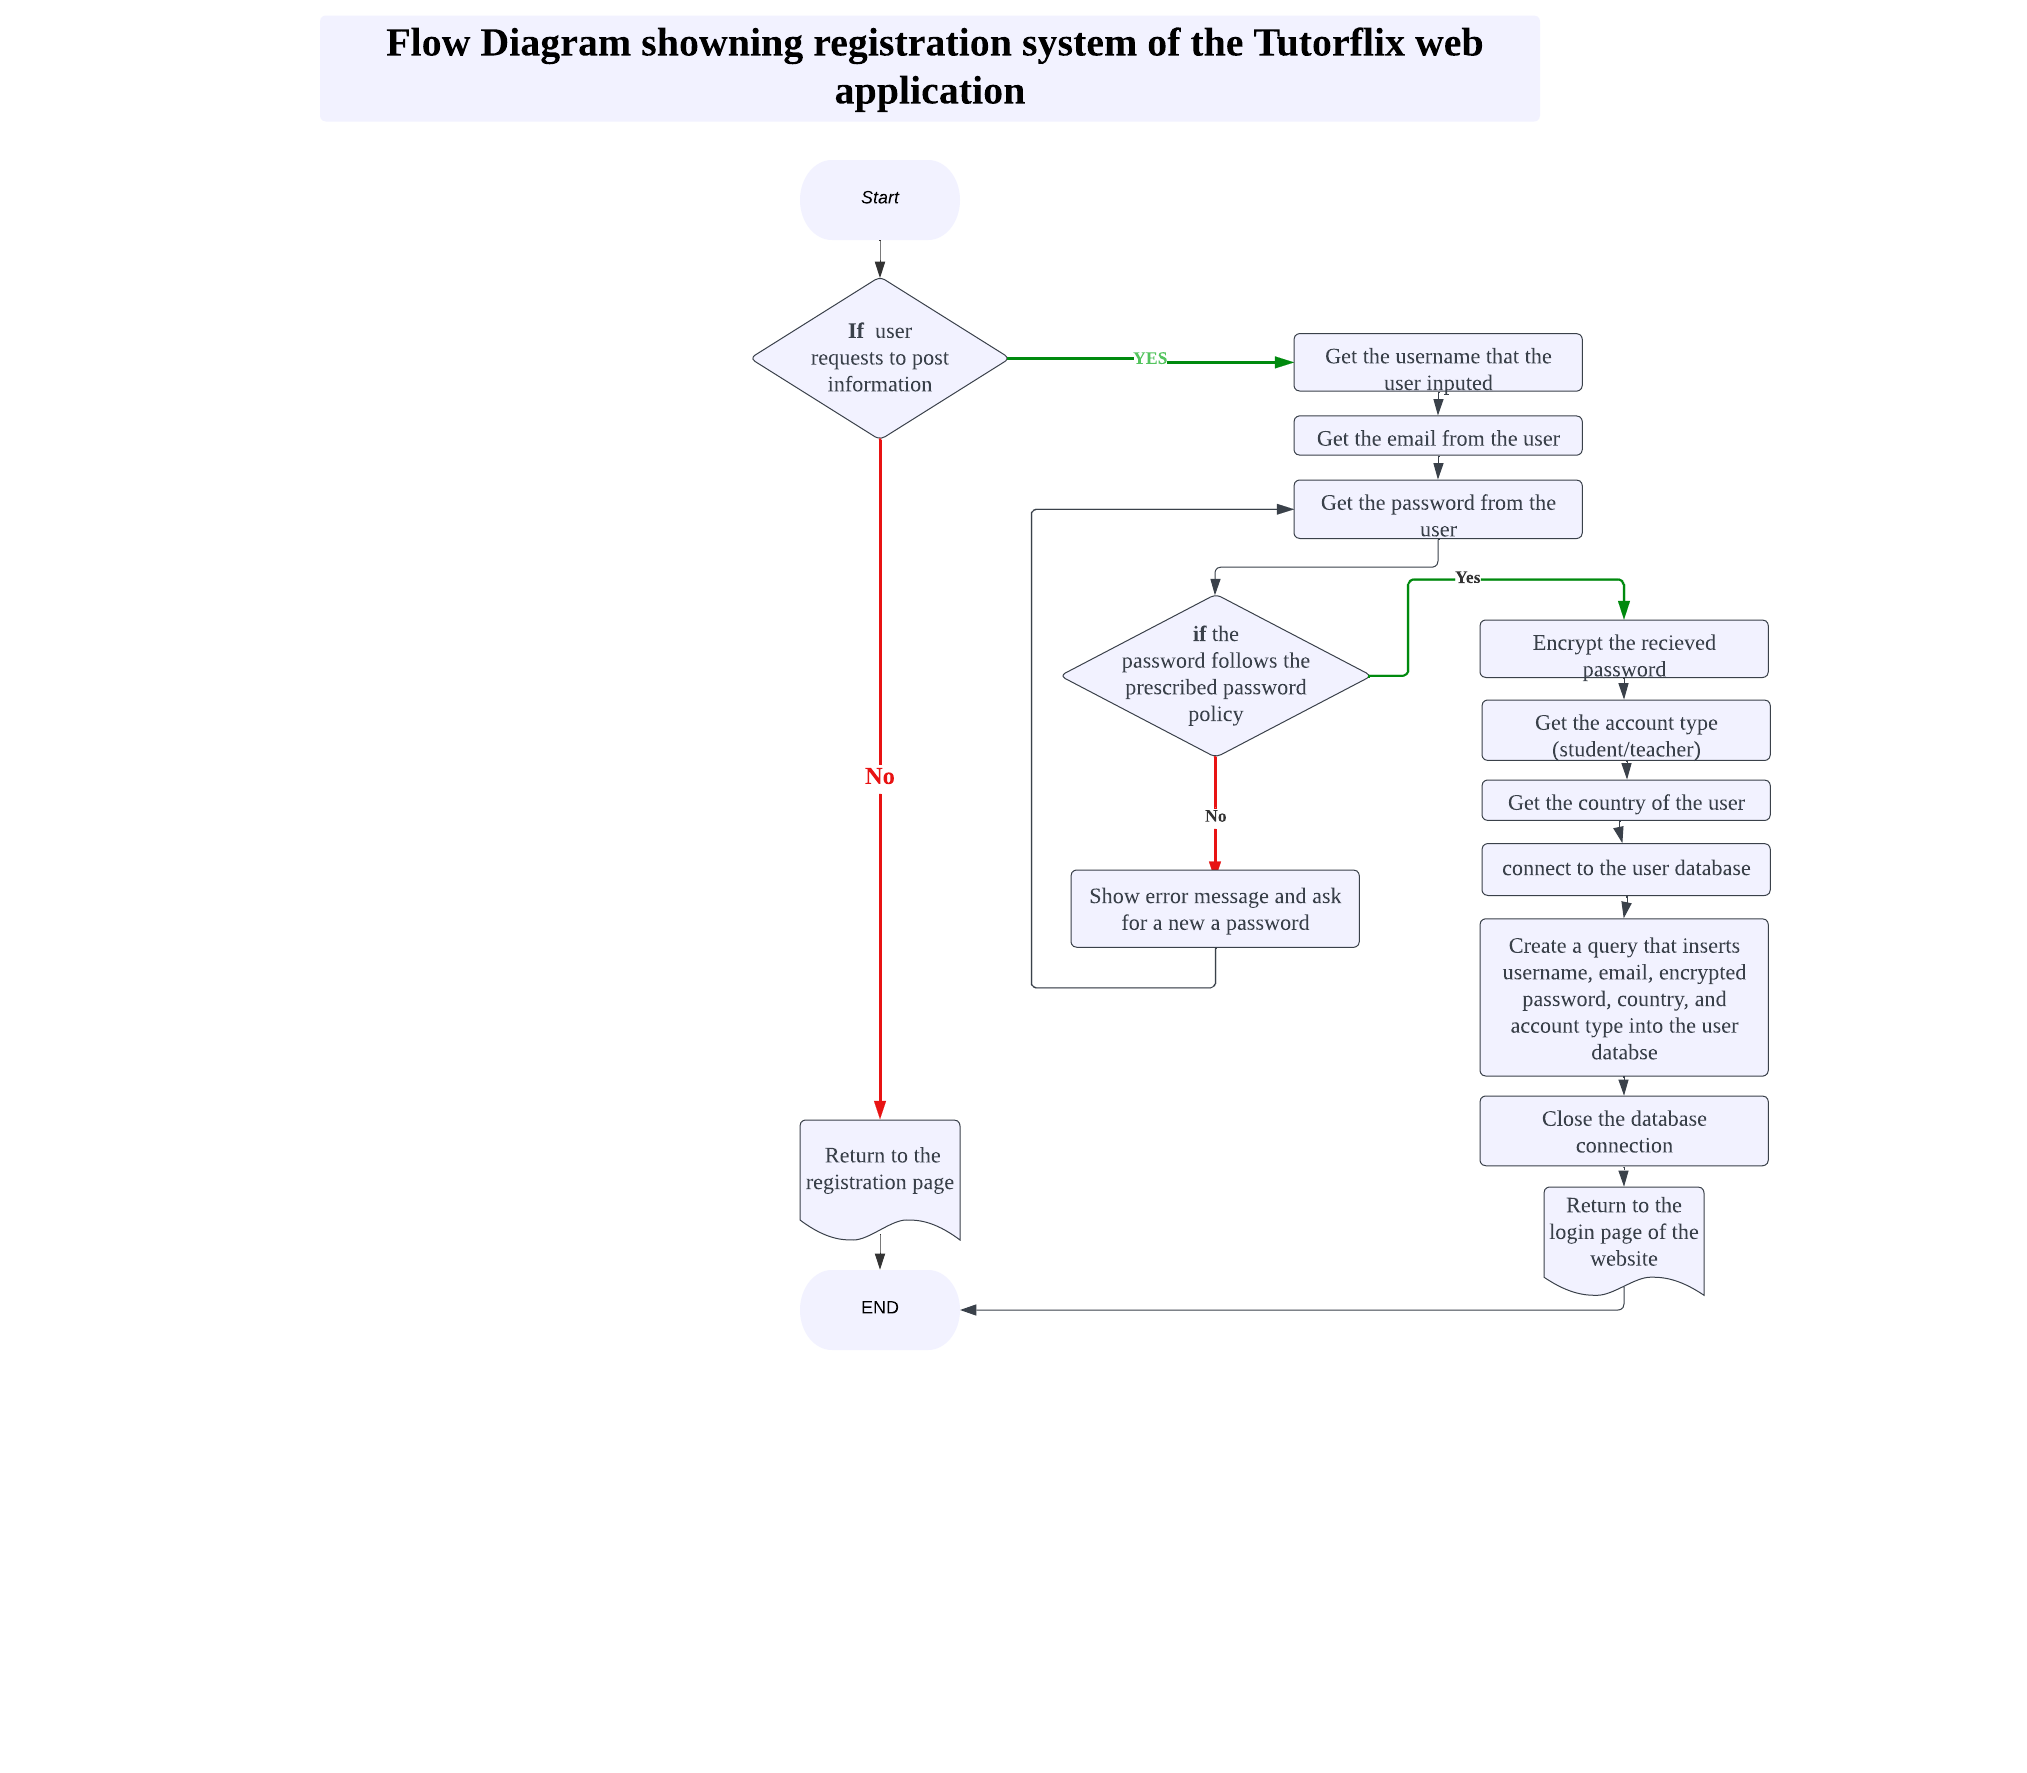 Flow Diagram showning registration system of the Tutorflix web
application
Start
If user
requests to post
information
YES
Get the username that the
user inputed
Get the email from the user
Get the password from the
user
Yes
if the
password follows the
prescribed password
policy
Encrypt the recieved
password
Get the account type
(student/teacher)
No
No
Get the country of the user
connect to the user database
Show error message and ask
for a new a password
Create a query that inserts
username, email, encrypted
password, country, and
account type into the user
databse
Close the database
connection
Return to the
registration page
Return to the
login page of the
website
END